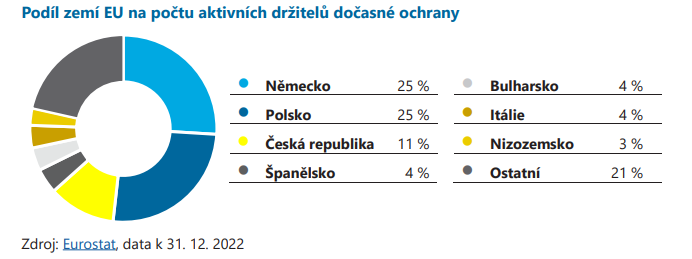 Podíl zemí EU na počtu aktivních držitelů dočasné ochrany
Německo 25 %
Polsko 25 %
Česká republika 11 %
Španělsko 4 %
Bulharsko 4 %
Itálie 4 %
Nizozemsko 3 %
Ostatní 21 %
Zdroj: Eurostat, data k 31. 12. 2022